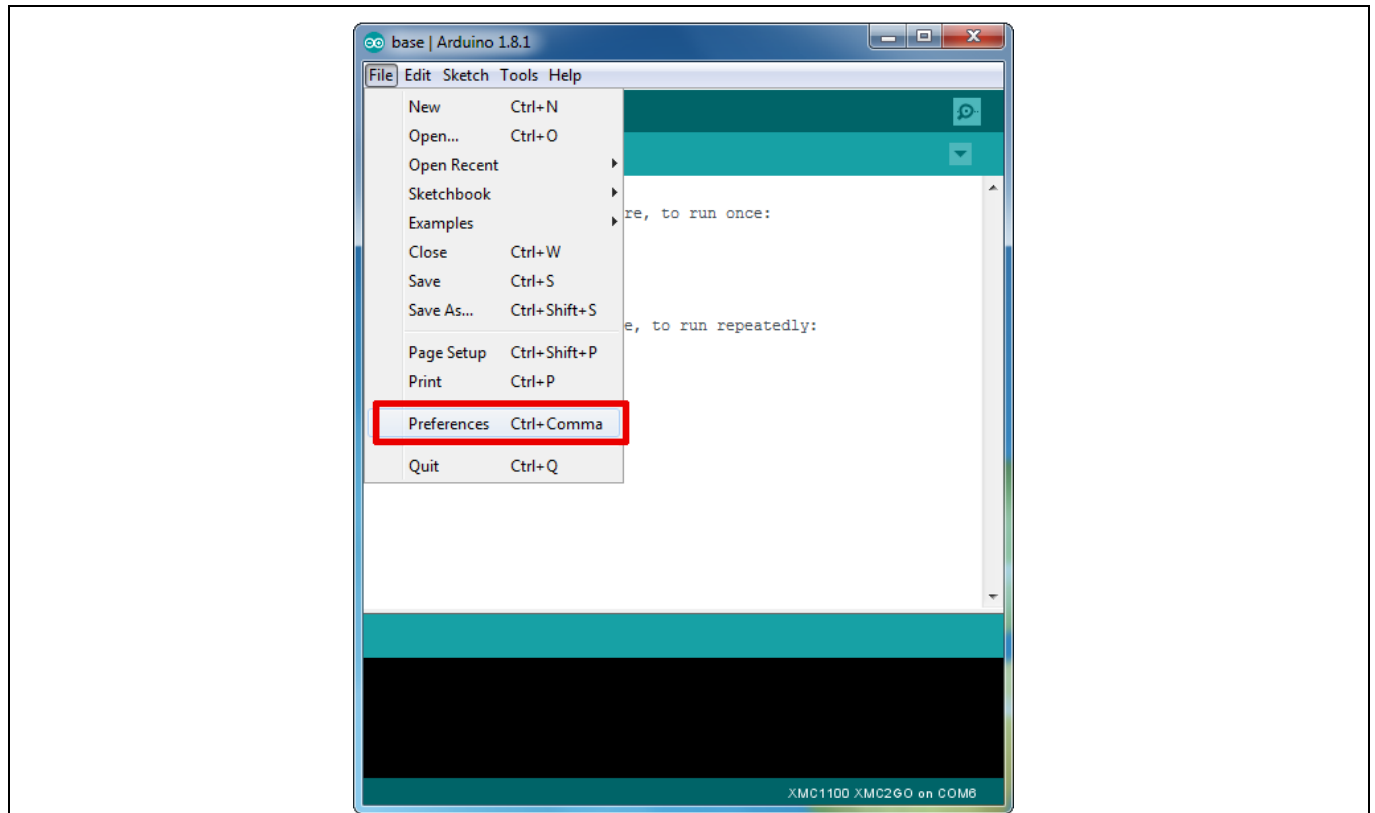 base | Arduino 1.8.1
File Edit Sketch Tools Help
New Ctrl+N
Open... Ctrl+O
Open Recent
Sketchbook
re, to run once:
Examples
Close Ctrl+W
Save Ctrl+S
Save As... Ctrl+Shift+S
e, to run repeatedly:
Page Setup Ctrl+Shift+P
Print Ctrl+P
Preferences Ctrl+Comma
Quit Ctrl+Q
XMC1100 XMC2GO on COM6